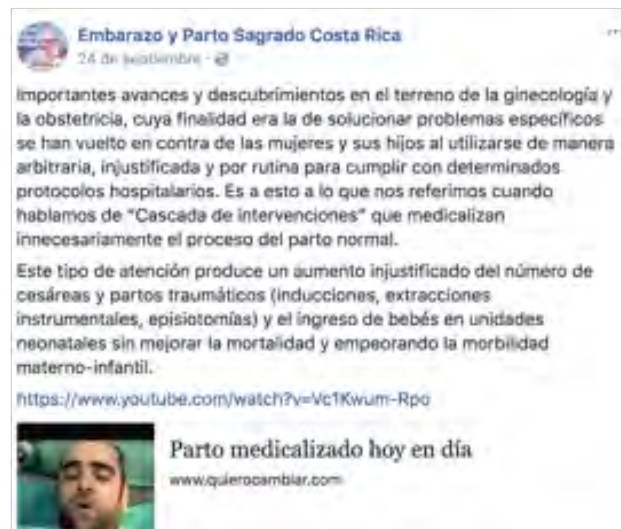 Embarazo y Parto Sagrado Costa Rica
24 de septiembre ·
Importantes avances y descubrimientos en el terreno de la ginecología y
la obstetricia, cuya finalidad era la de solucionar problemas específicos
se han vuelto en contra de las mujeres y sus hijos al utilizarse de manera
arbitraria, injustificada y por rutina para cumplir con determinados
protocolos hospitalarios. Es a esto a lo que nos referimos cuando
hablamos de "Cascada de intervenciones" que medicalizan
innecesariamente el proceso del parto normal.
Este tipo de atención produce un aumento injustificado del número de
cesáreas y partos traumáticos (inducciones, extracciones
instrumentales, episiotomías) y el ingreso de bebés en unidades
neonatales sin mejorar la mortalidad y empeorando la morbilidad
materno-infantil.
https://www.youtube.com/watch?v=Vc1Kwum-Rpo
Parto medicalizado hoy en día
www.quierocambiar.com